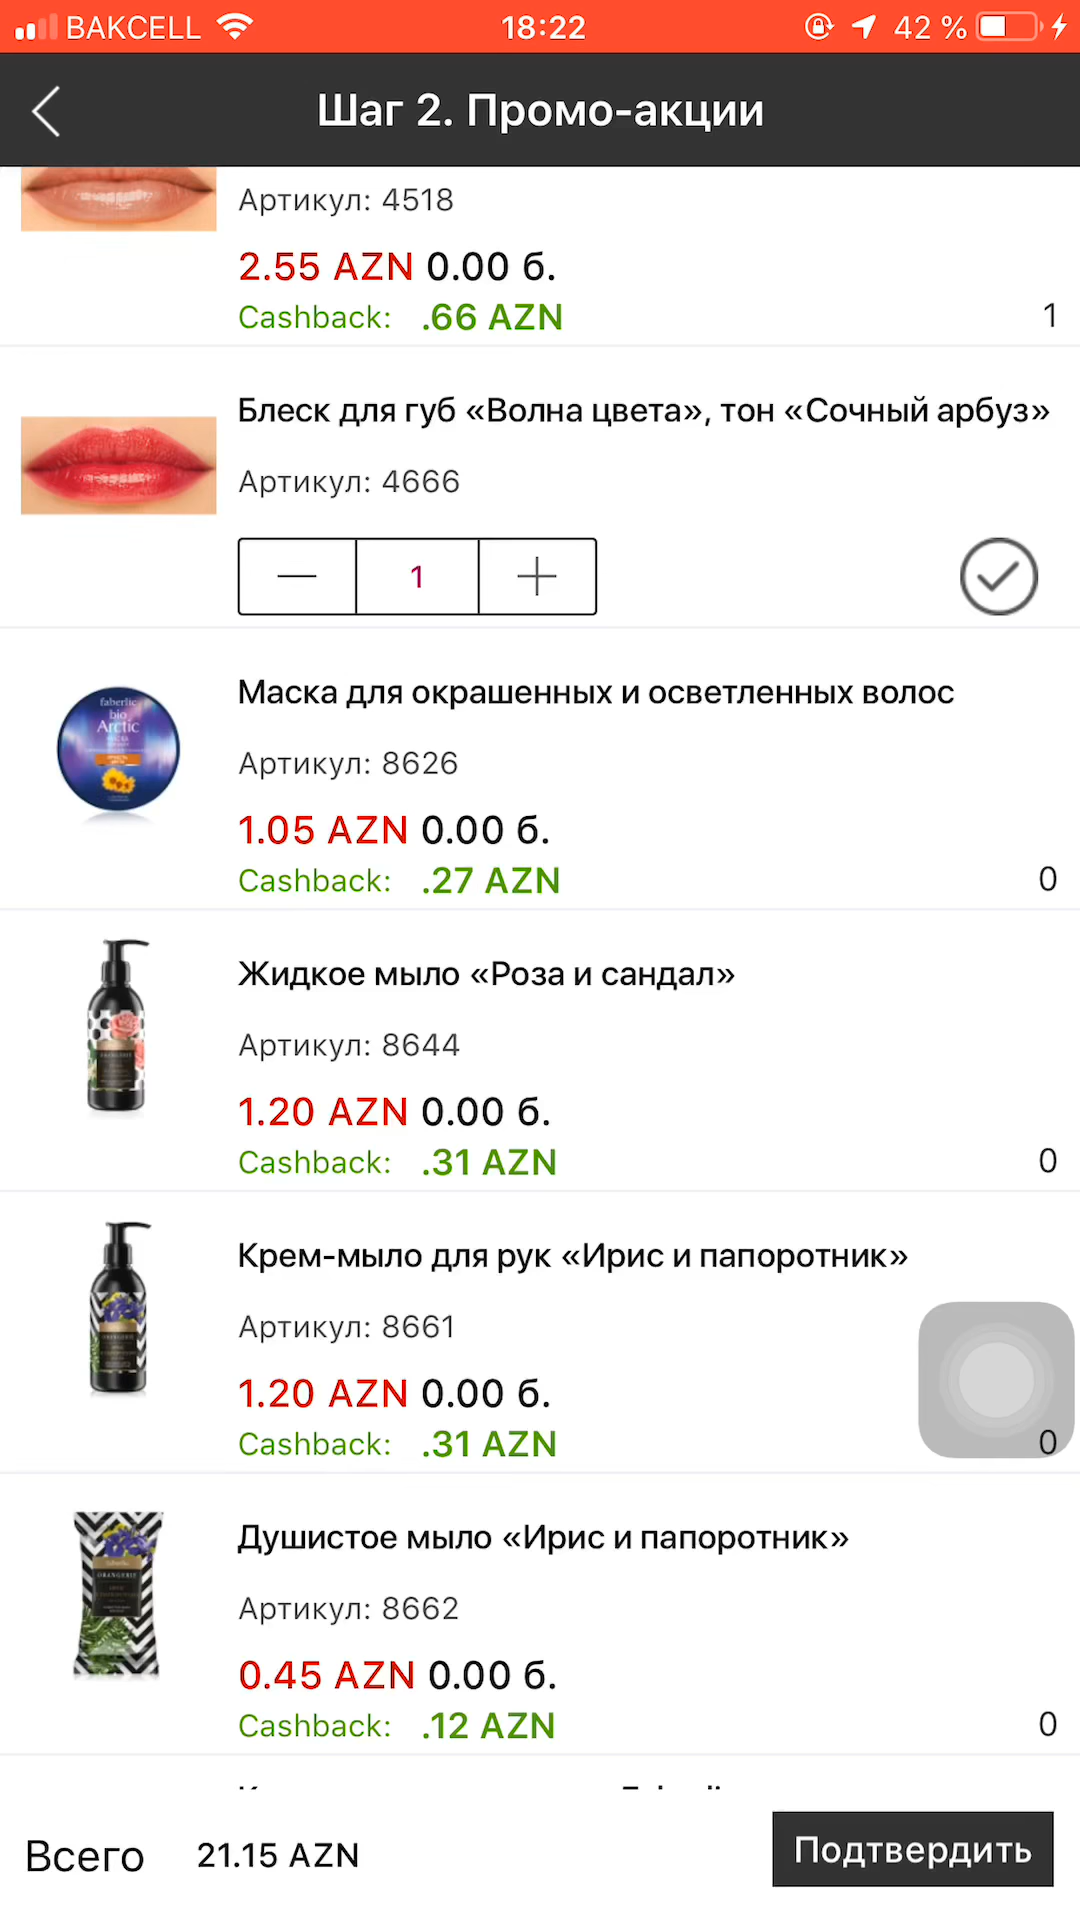 BAKCELL 18:22 42 %
Шаг 2. Промо-акции
Артикул: 4518
2.55 AZN 0.00 б.
Cashback: .66 AZN 1
Блеск для губ «Волна цвета», тон «Сочный арбуз»
Артикул: 4666
1
Маска для окрашенных и осветленных волос
faberlic
bio
Arctic
Артикул: 8626
1.05 AZN 0.00 б.
Cashback: .27 AZN 0
Жидкое мыло «Роза и сандал»
Артикул: 8644
1.20 AZN 0.00 б.
Cashback: .31 AZN 0
Крем-мыло для рук «Ирис и папоротник»
Артикул: 8661
1.20 AZN 0.00 б.
Cashback: .31 AZN 0
Душистое мыло «Ирис и папоротник»
ORANGERIE
Артикул: 8662
0.45 AZN 0.00 б.
Cashback: .12 AZN 0
Всего 21.15 AZN Подтвердить